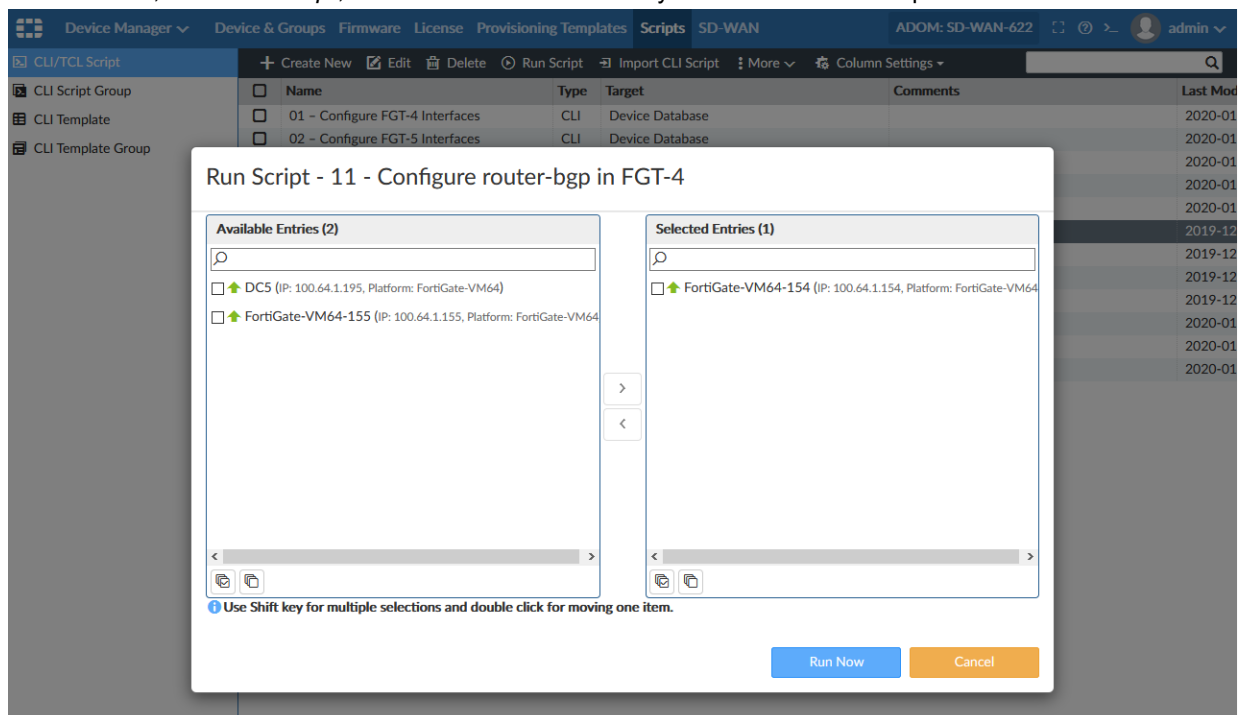 Device Manager Device & Groups Firmware License Provisioning Templates Scripts SD-WAN ADOM: SD-WAN-622 admin
CLI/TCL Script
CLI Script Group
CLI Template
CLI Template Group
Create New Edit Delete Run Script Import CLI Script More Column Settings
Name Type Target Comments Last Mod
01 – Configure FGT-4 Interfaces CLI Device Database 2020-01
02 – Configure FGT-5 Interfaces CLI Device Database 2020-01
2020-01
2020-01
2020-01
2019-12
2019-12
2019-12
2019-12
2020-01
2020-01
2020-01
Run Script - 11 - Configure router-bgp in FGT-4
Available Entries (2)
DC5 (IP: 100.64.1.195, Platform: FortiGate-VM64)
FortiGate-VM64-155 (IP: 100.64.1.155, Platform: FortiGate-VM64
Selected Entries (1)
FortiGate-VM64-154 (IP: 100.64.1.154, Platform: FortiGate-VM64
Use Shift key for multiple selections and double click for moving one item.
Run Now Cancel